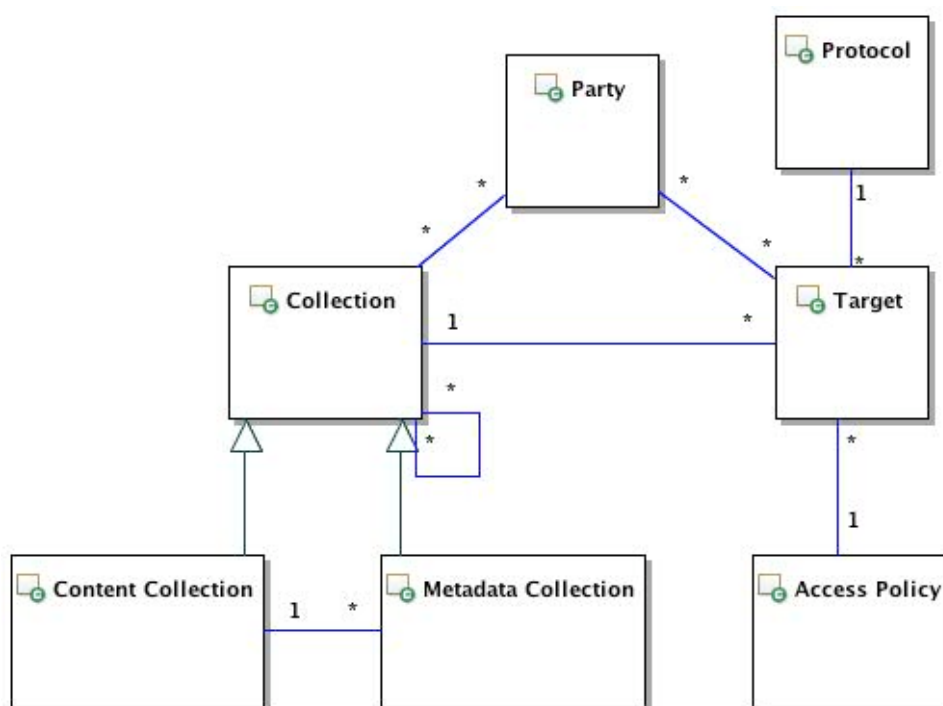 Protocol
Party
* *
1
* *
*
Collection
Target
1 *
*
* *
1
Content Collection
Metadata Collection
Access Policy
1 *